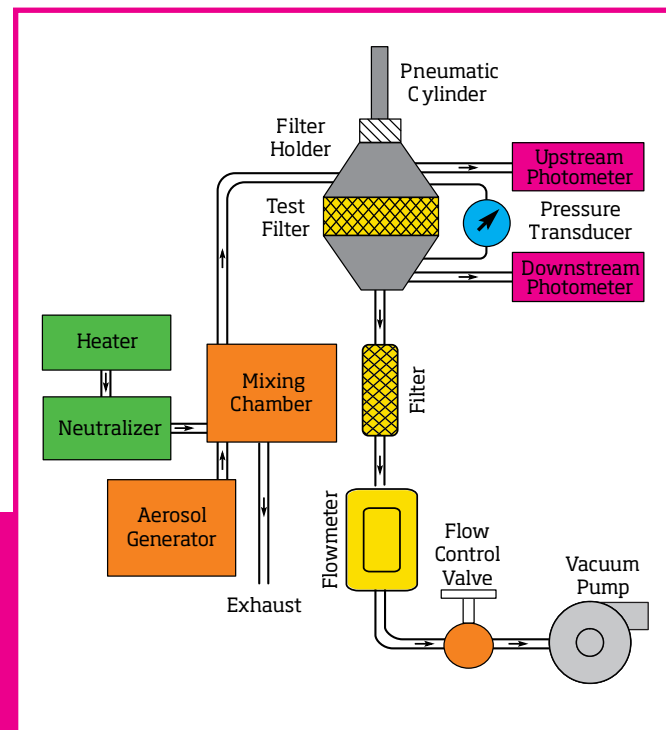 Pneumatic
Cylinder
Filter
Holder
Upstream
Photometer
Test
Filter
Pressure
Transducer
Downstream
Photometer
Heater
Mixing
Chamber
Filter
Neutralizer
Aerosol
Generator
Flowmeter
Flow
Control
Valve
Vacuum
Pump
Exhaust